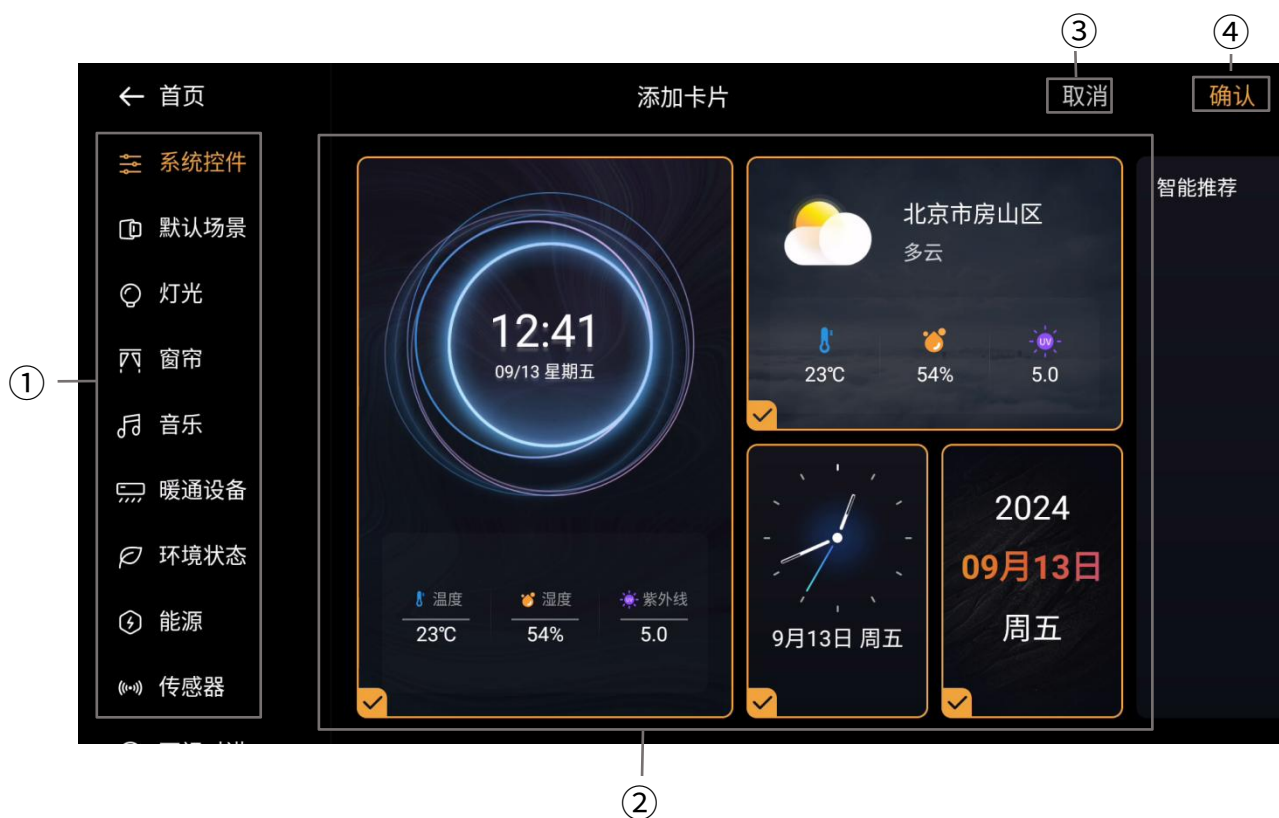 ③
④
首页
添加卡片
取消
确认
①
系统控件
默认场景
灯光
窗帘
音乐
暖通设备
环境状态
能源
传感器
12:41
09/13 星期五
温度
湿度
紫外线
23℃
54%
5.0
北京市房山区
多云
UV
23℃
54%
5.0
9月13日 周五
2024
09月13日
周五
智能推荐
②